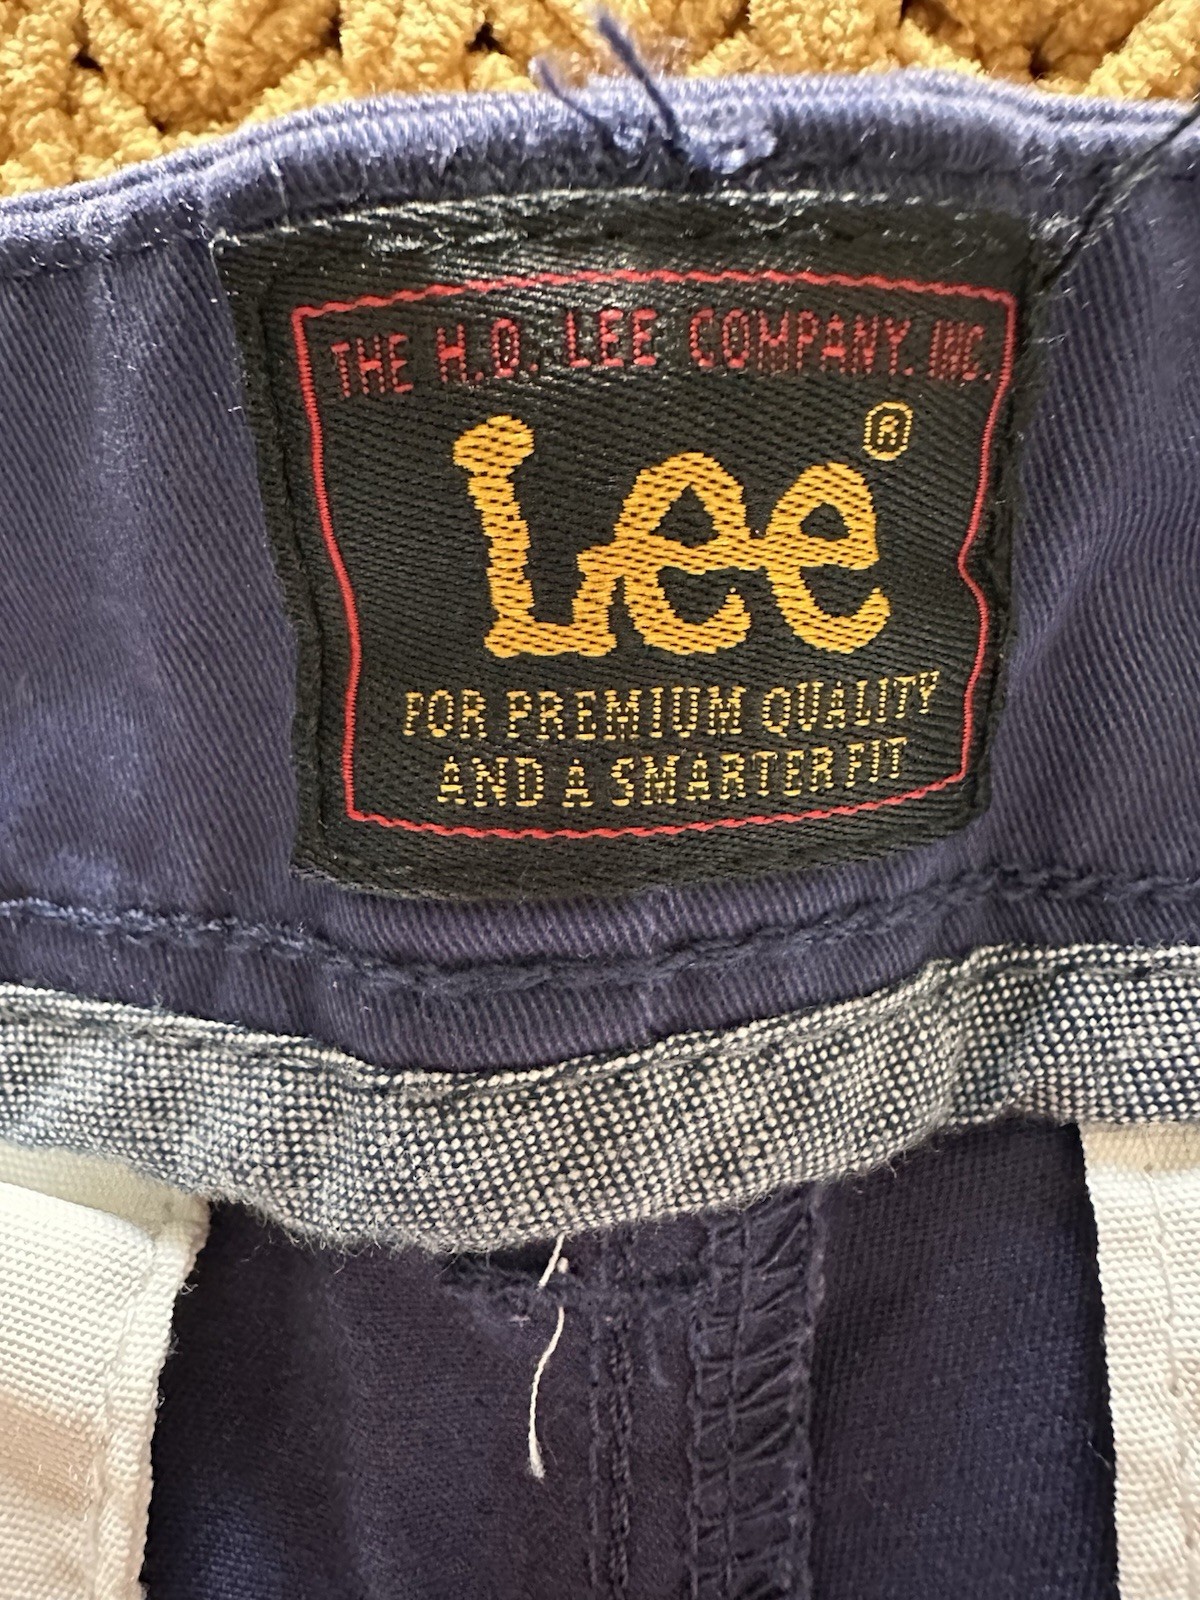 THE H.D. LEE COMPANY, INC.
Lee®
FOR PREMIUM QUALITY
AND A SMARTER FIT